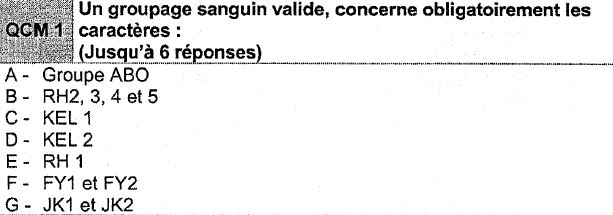 QCM 1
Un groupage sanguin valide, concerne obligatoirement les
caractères :
(Jusqu'à 6 réponses)
A - Groupe ABO
B - RH2, 3, 4 et 5
C - KEL 1
D - KEL 2
E - RH 1
F - FY1 et FY2
G - JK1 et JK2